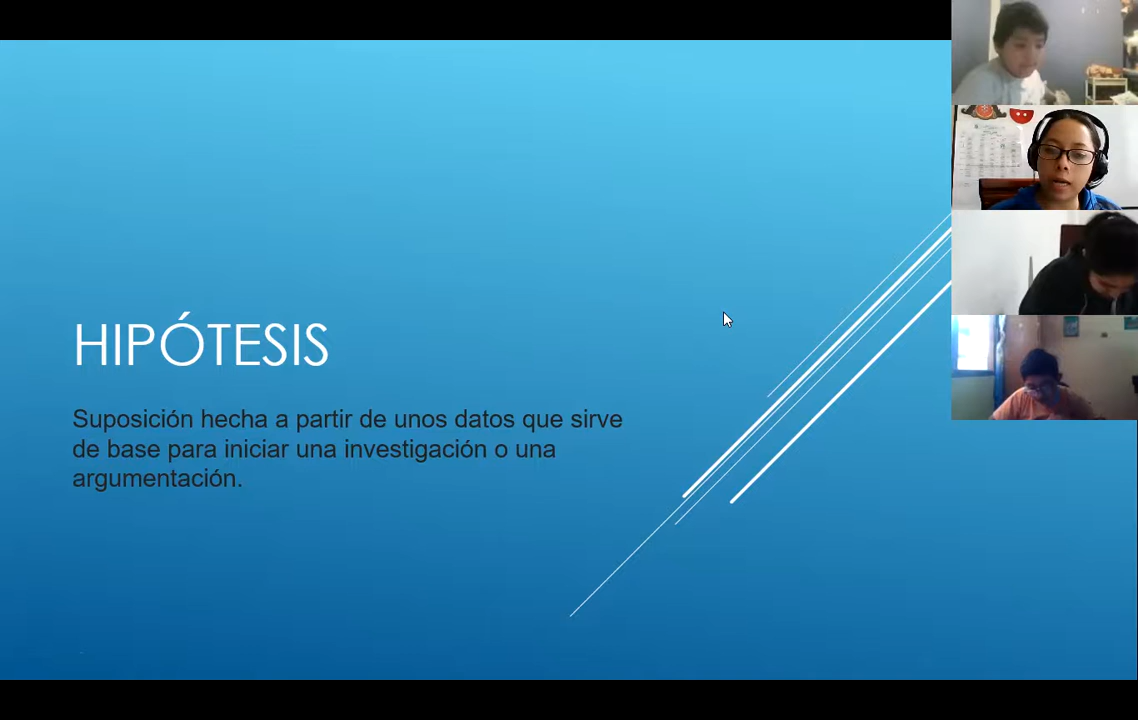 HIPÓTESIS
Suposición hecha a partir de unos datos que sirve
de base para iniciar una investigación o una
argumentación.